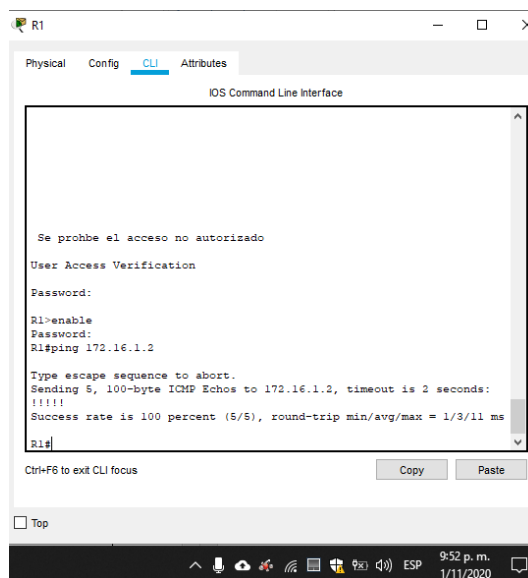 R1
Physical Config CLI Attributes
IOS Command Line Interface
Se prohbe el acceso no autorizado
User Access Verification
Password:
R1>enable
Password:
R1#ping 172.16.1.2
Type escape sequence to abort.
Sending 5, 100-byte ICMP Echos to 172.16.1.2, timeout is 2 seconds:
!!!!!
Success rate is 100 percent (5/5), round-trip min/avg/max = 1/3/11 ms
R1#
Ctrl+F6 to exit CLI focus
Copy Paste
Top
ESP
9:52 p. m.
1/11/2020